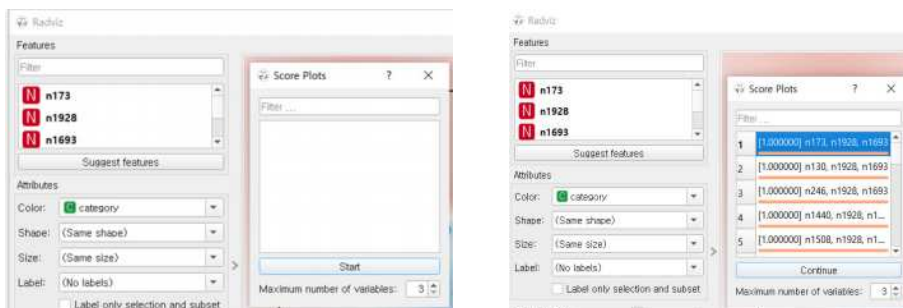 Radviz
Features
Filter
N n173
N n1928
N n1693
Suggest features
Attributes
Color: C category
Shape: (Same shape)
Size: (Same size)
Label: (No labels)
Label only selection and subset
Score Plots ? ×
Filter ...
Start
Maximum number of variables: 3
Radviz
Features
Filter
N n173
N n1928
N n1693
Suggest features
Attributes
Color: C category
Shape: (Same shape)
Size: (Same size)
Label: (No labels)
Label only selection and subset
Score Plots ? ×
Filter ...
1 [1.000000] n173, n1928, n1693
2 [1.000000] n130, n1928, n1693
3 [1.000000] n246, n1928, n1693
4 [1.000000] n1440, n1928, n1...
5 [1.000000] n1508, n1928, n1...
Continue
Maximum number of variables: 3